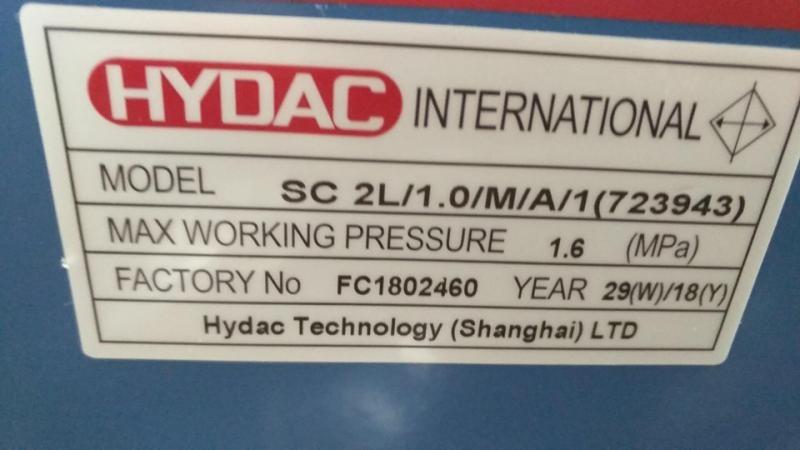 HYDAC INTERNATIONAL
MODEL SC 2L/1.0/M/A/1(723943)
MAX WORKING PRESSURE 1.6 (MPa)
FACTORY No FC1802460 YEAR 29(W)/18(Y)
Hydac Technology (Shanghai) LTD